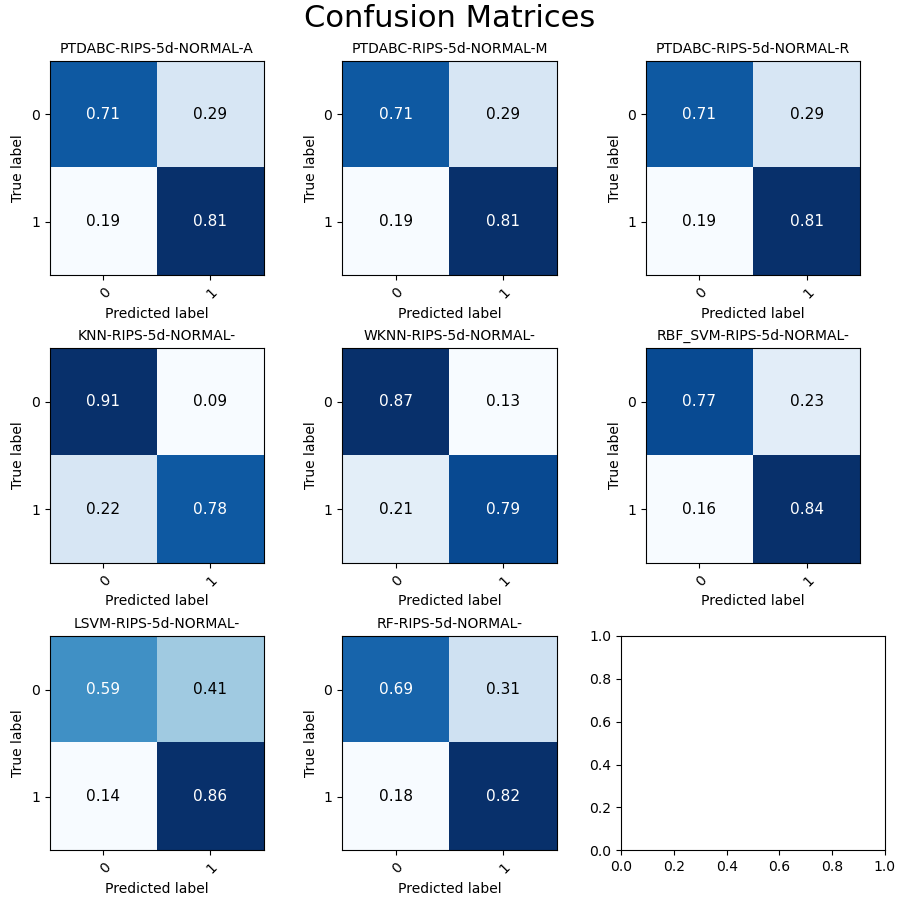 Confusion Matrices
PTDABC-RIPS-5d-NORMAL-A
0
0.71
0.29
True label
1
0.19
0.81
0
1
Predicted label
PTDABC-RIPS-5d-NORMAL-M
0
0.71
0.29
True label
1
0.19
0.81
0
1
Predicted label
PTDABC-RIPS-5d-NORMAL-R
0
0.71
0.29
True label
1
0.19
0.81
0
1
Predicted label
KNN-RIPS-5d-NORMAL-
0
0.91
0.09
True label
1
0.22
0.78
0
1
Predicted label
WKNN-RIPS-5d-NORMAL-
0
0.87
0.13
True label
1
0.21
0.79
0
1
Predicted label
RBF_SVM-RIPS-5d-NORMAL-
0
0.77
0.23
True label
1
0.16
0.84
0
1
Predicted label
LSVM-RIPS-5d-NORMAL-
0
0.59
0.41
True label
1
0.14
0.86
0
1
Predicted label
RF-RIPS-5d-NORMAL-
0
0.69
0.31
True label
1
0.18
0.82
0
1
Predicted label
1.0
0.8
0.6
0.4
0.2
0.0
0.0 0.2 0.4 0.6 0.8 1.0